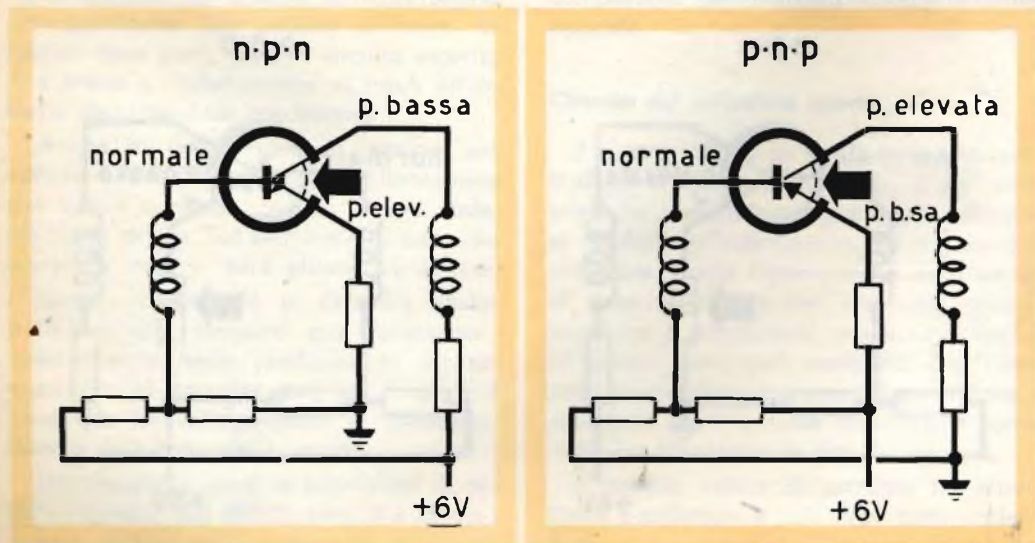 n·p·n
p. bassa
normale
p.elev.
+6V
p·n·p
p. elevata
normale
p.b.sa
+6V